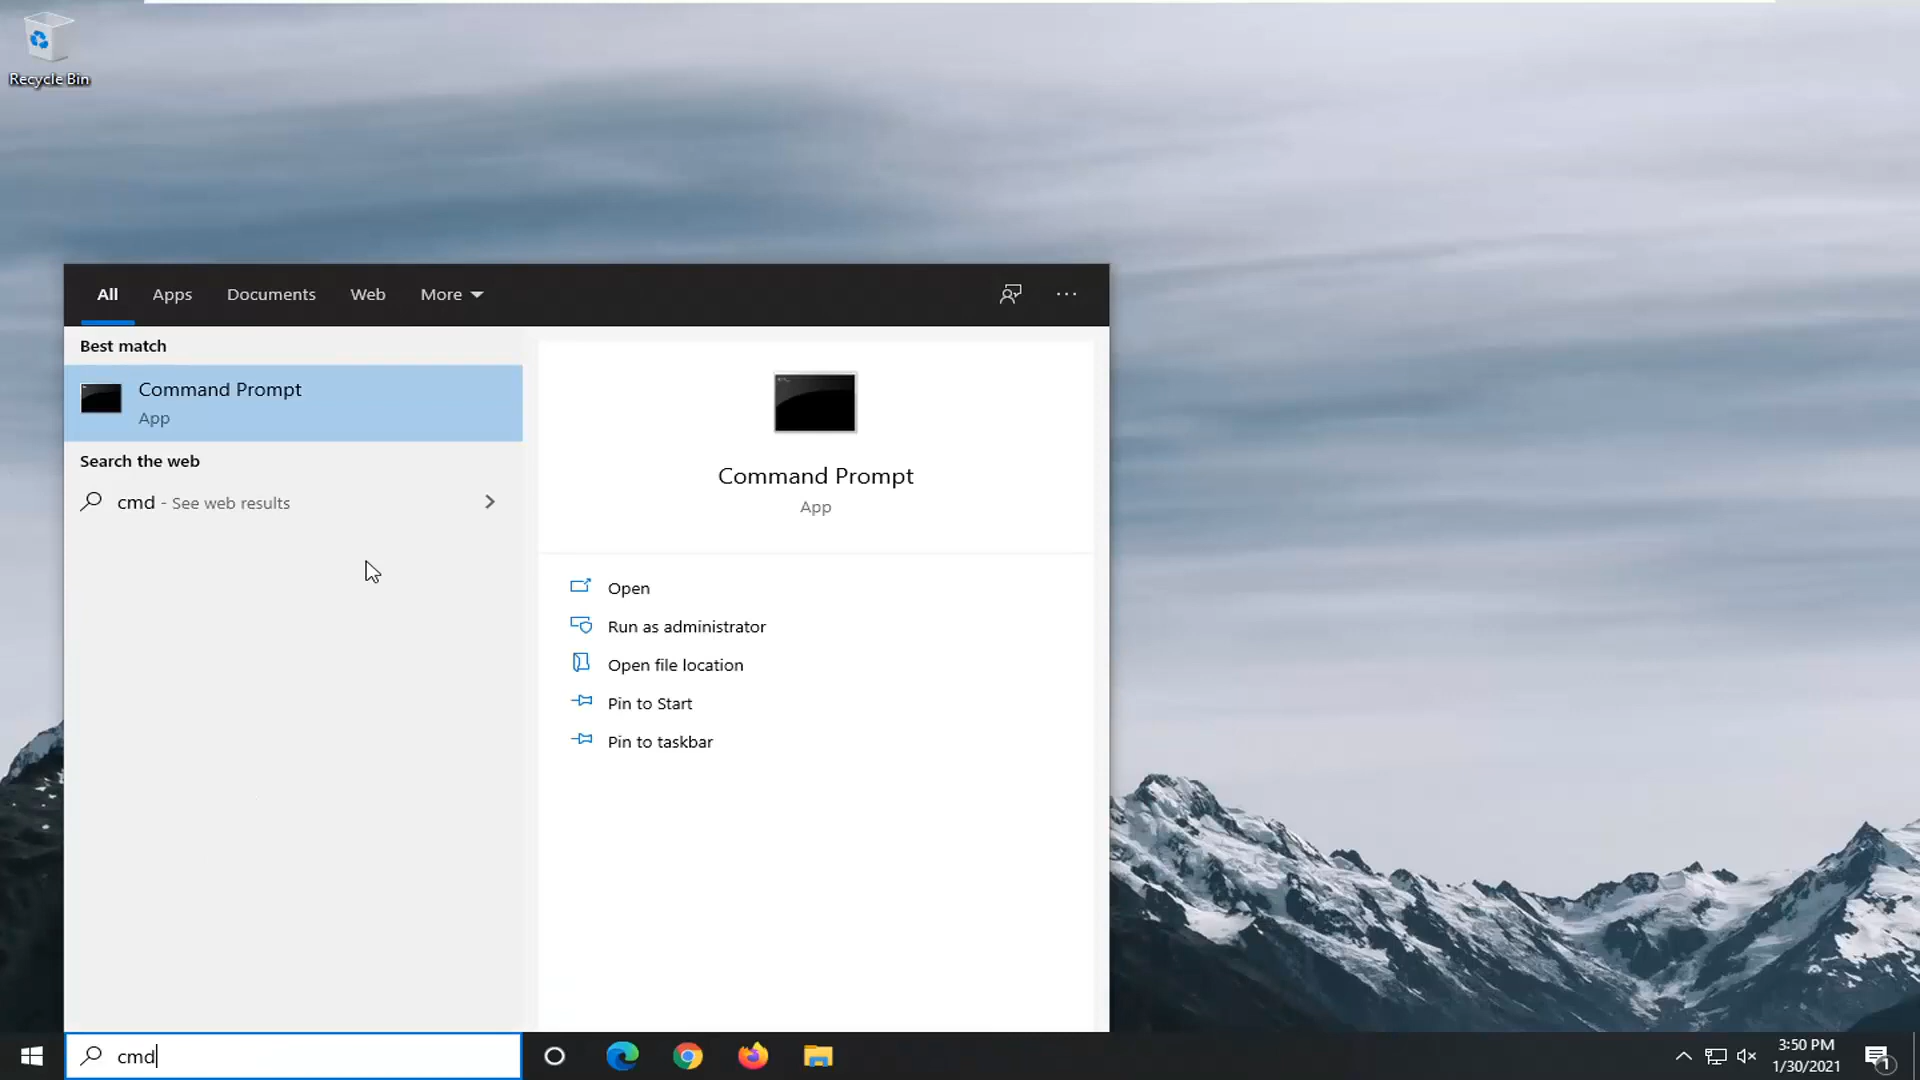 Recycle Bin
All Apps Documents Web More
Best match
Command Prompt
App
Search the web
cmd - See web results
Command Prompt
App
Open
Run as administrator
Open file location
Pin to Start
Pin to taskbar
cmd
3:50 PM
1/30/2021
1